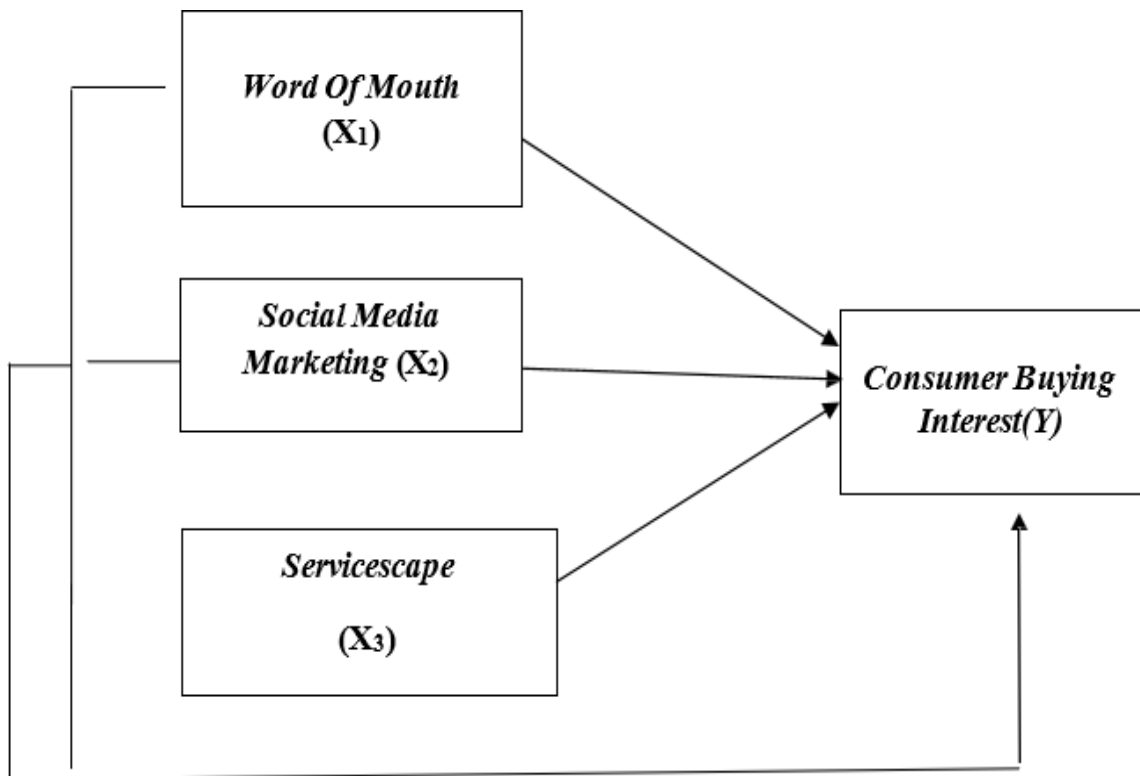 Word Of Mouth
(X1)
Social Media
Marketing (X2)
Consumer Buying
Interest(Y)
Servicescape
(X3)